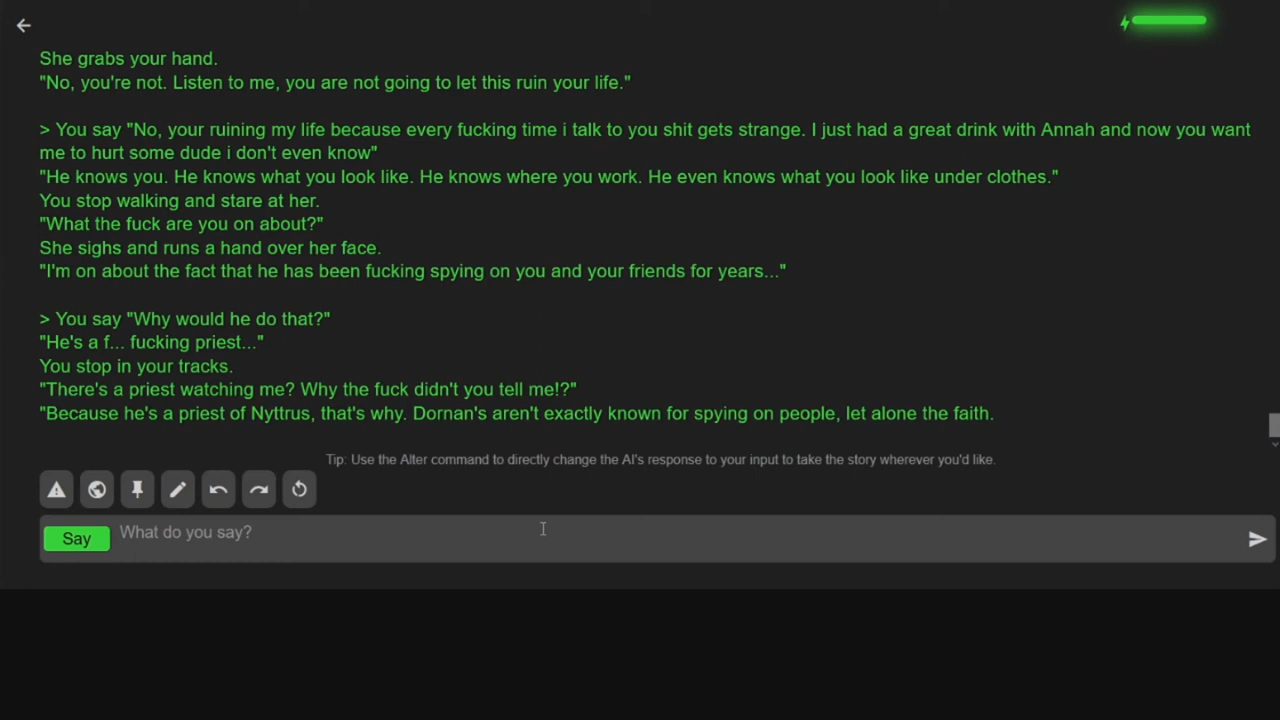 She grabs your hand.
"No, you're not. Listen to me, you are not going to let this ruin your life."
> You say "No, your ruining my life because every fucking time i talk to you shit gets strange. I just had a great drink with Annah and now you want
me to hurt some dude i don't even know"
"He knows you. He knows what you look like. He knows where you work. He even knows what you look like under clothes."
You stop walking and stare at her.
"What the fuck are you on about?"
She sighs and runs a hand over her face.
"I'm on about the fact that he has been fucking spying on you and your friends for years..."
> You say "Why would he do that?"
"He's a f... fucking priest..."
You stop in your tracks.
"There's a priest watching me? Why the fuck didn't you tell me!?"
"Because he's a priest of Nyttrus, that's why. Dornan's aren't exactly known for spying on people, let alone the faith.
Tip: Use the Alter command to directly change the AI's response to your input to take the story wherever you'd like.
Say What do you say?